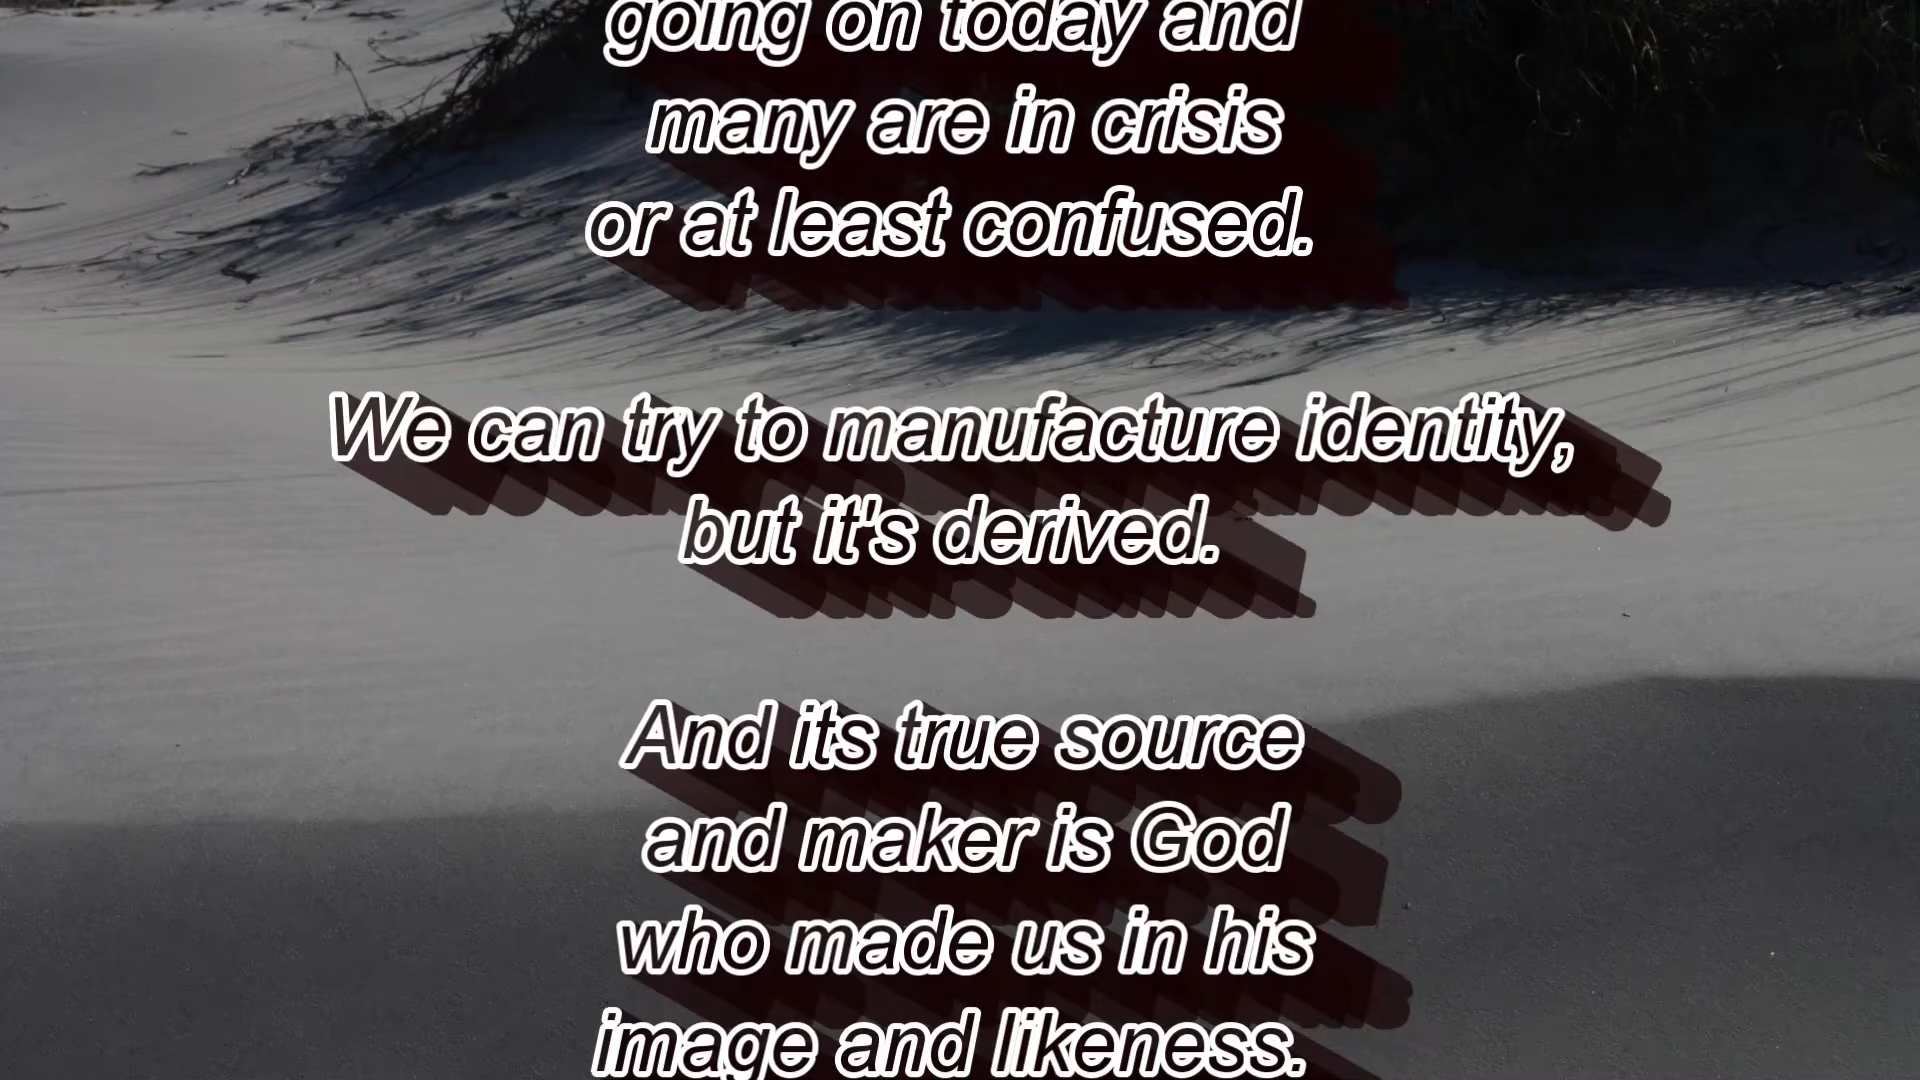 going on today and
many are in crisis
or at least confused.
We can try to manufacture identity,
but it's derived.
And its true source
and maker is God
who made us in his
image and likeness.